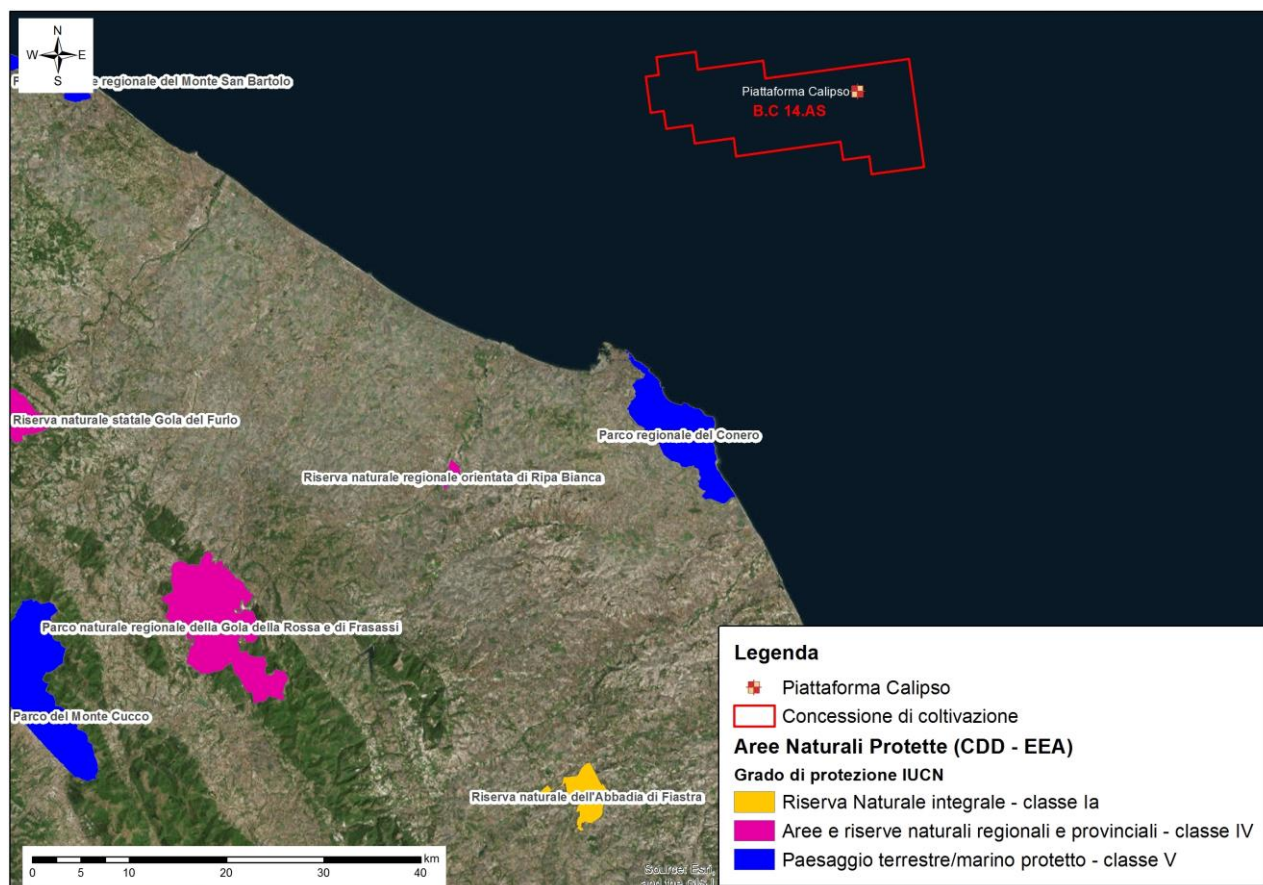 N
W E
S
e regionale del Monte San Bartolo
Piattaforma Calipso
B.C 14.AS
Riserva naturale statale Gola del Furlo
Parco regionale del Conero
Riserva naturale regionale orientata di Ripa Bianca
Parco naturale regionale della Gola della Rossa e di Frasassi
Parco del Monte Cucco
Riserva naturale dell'Abbadia di Fiastra
Legenda
Piattaforma Calipso
Concessione di coltivazione
Aree Naturali Protette (CDD - EEA)
Grado di protezione IUCN
Riserva Naturale integrale - classe Ia
Aree e riserve naturali regionali e provinciali - classe IV
Paesaggio terrestre/marino protetto - classe V
km
0 5 10 20 30 40
Source: Esri,